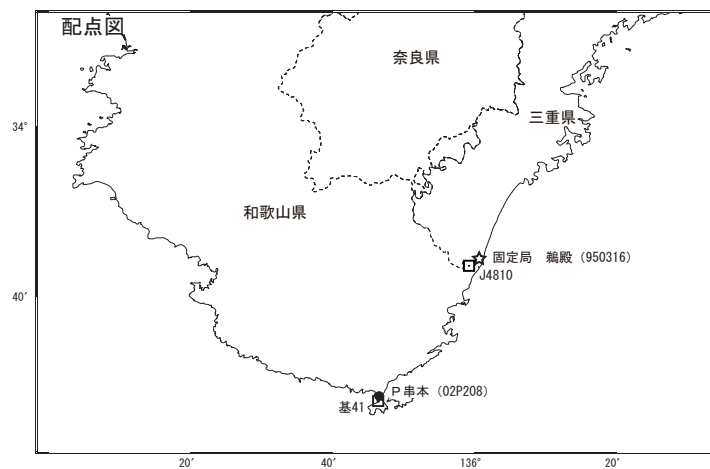 配点図
奈良県
34°
三重県
和歌山県
固定局 鵜殿（950316）
J4810
40′
Ｐ串本（02P208）
基41
20′
40′
136°
20′